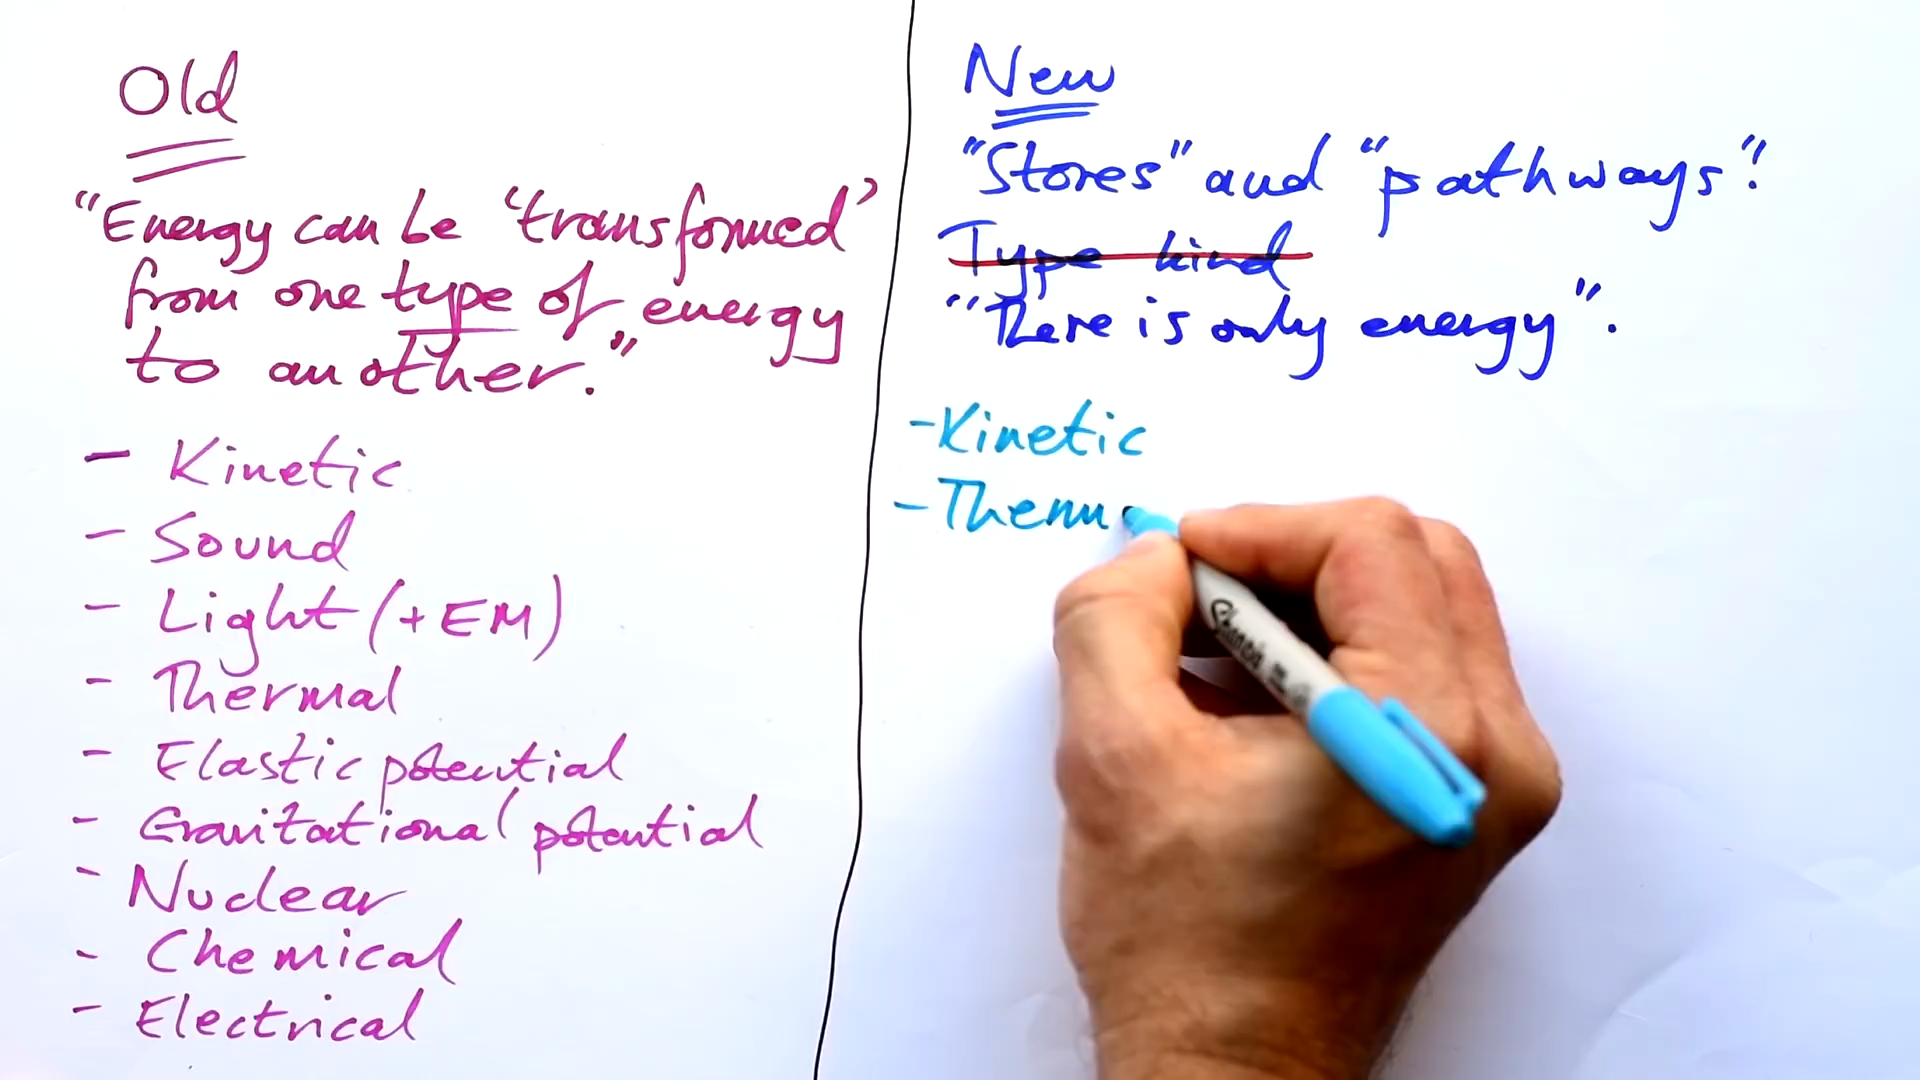 Old
"Energy can be 'transformed'
from one type of energy
to another."
- Kinetic
- Sound
- Light (+EM)
- Thermal
- Elastic potential
- Gravitational potential
- Nuclear
- Chemical
- Electrical
New
"Stores" and "pathways"!
Type kind
"There is only energy".
- Kinetic
- Therm
Sharpie